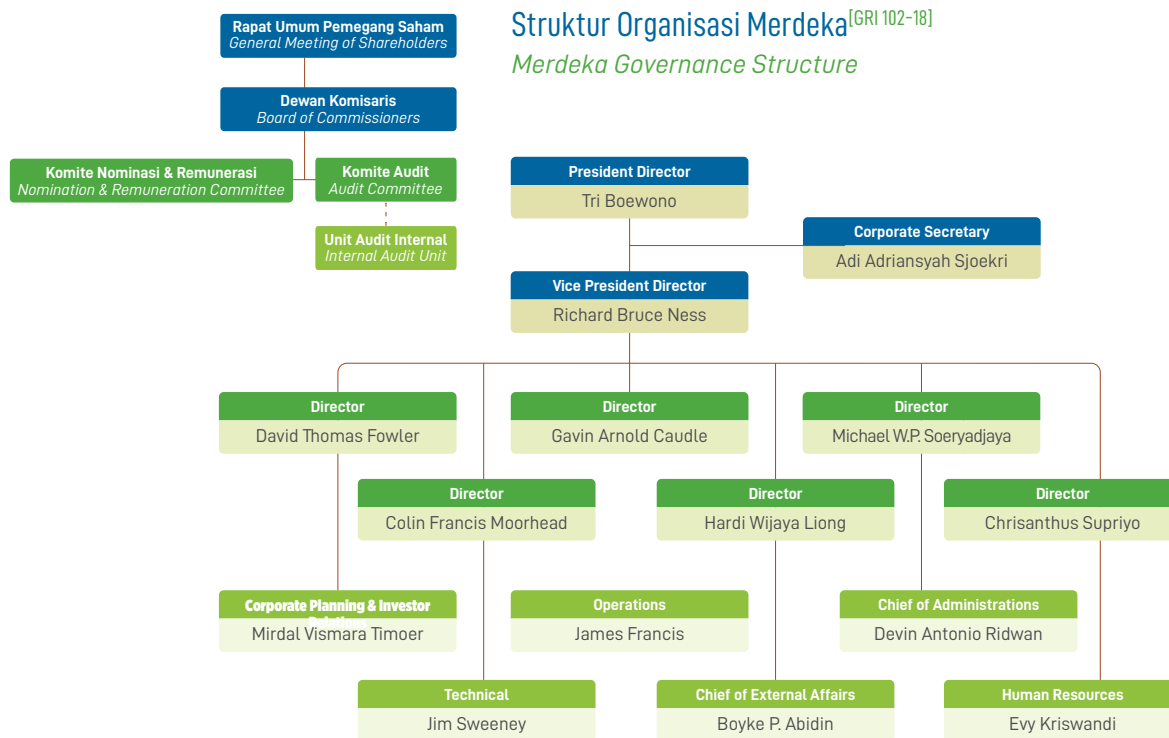 Struktur Organisasi Merdeka[GRI 102-18]
Merdeka Governance Structure
Rapat Umum Pemegang Saham
General Meeting of Shareholders
Dewan Komisaris
Board of Commissioners
Komite Nominasi & Remunerasi
Nomination & Remuneration Committee
Komite Audit
Audit Committee
Unit Audit Internal
Internal Audit Unit
President Director
Tri Boewono
Corporate Secretary
Adi Adriansyah Sjoekri
Vice President Director
Richard Bruce Ness
Director
David Thomas Fowler
Director
Gavin Arnold Caudle
Director
Michael W.P. Soeryadjaya
Director
Colin Francis Moorhead
Director
Hardi Wijaya Liong
Director
Chrisanthus Supriyo
Corporate Planning & Investor
Relations
Mirdal Vismara Timoer
Operations
James Francis
Chief of Administrations
Devin Antonio Ridwan
Technical
Jim Sweeney
Chief of External Affairs
Boyke P. Abidin
Human Resources
Evy Kriswandi